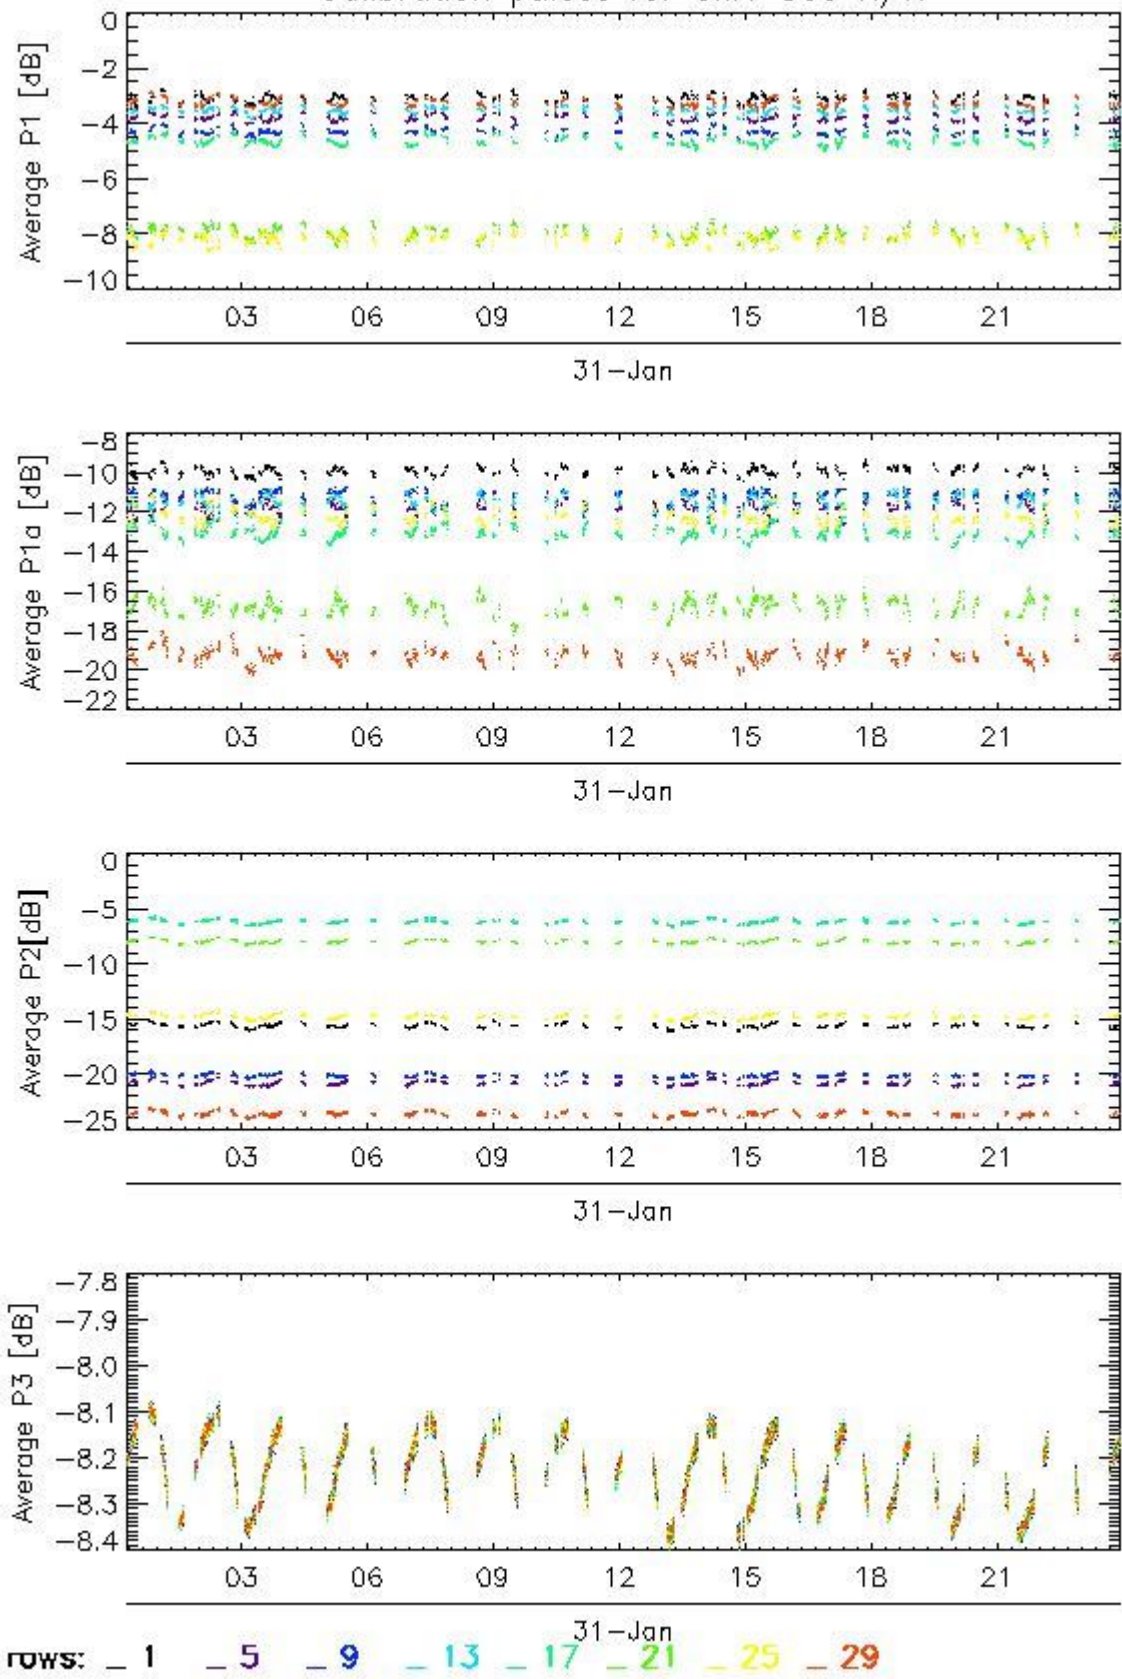 0
-2
-4
-6
-8
-10
Average P1 [dB]
03 06 09 12 15 18 21
31-Jan
-8
-10
-12
-14
-16
-18
-20
-22
Average P1a [dB]
03 06 09 12 15 18 21
31-Jan
0
-5
-10
-15
-20
-25
Average P2[dB]
03 06 09 12 15 18 21
31-Jan
-7.8
-7.9
-8.0
-8.1
-8.2
-8.3
-8.4
Average P3 [dB]
03 06 09 12 15 18 21
31-Jan
rows: _ 1 _ 5 _ 9 _ 13 _ 17 _ 21 _ 25 _ 29